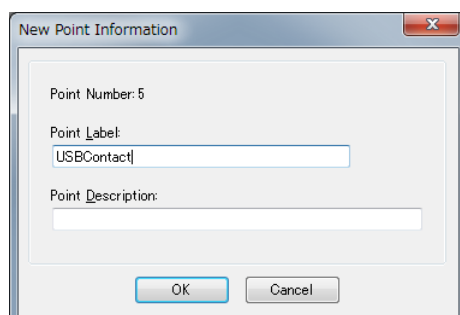 New Point Information
Point Number: 5
Point Label:
USBContact
Point Description:
OK Cancel